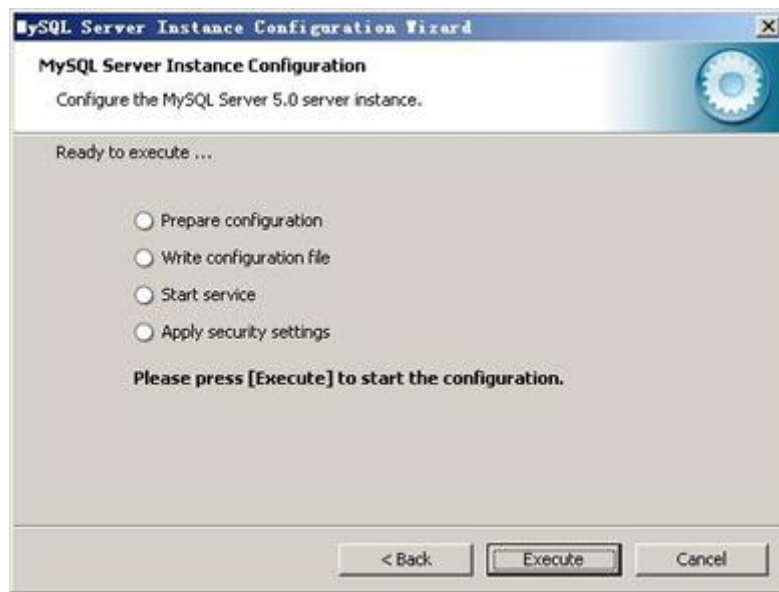 MySQL Server Instance Configuration Wizard
MySQL Server Instance Configuration
Configure the MySQL Server 5.0 server instance.
Ready to execute ...
Prepare configuration
Write configuration file
Start service
Apply security settings
Please press [Execute] to start the configuration.
< Back
Execute
Cancel